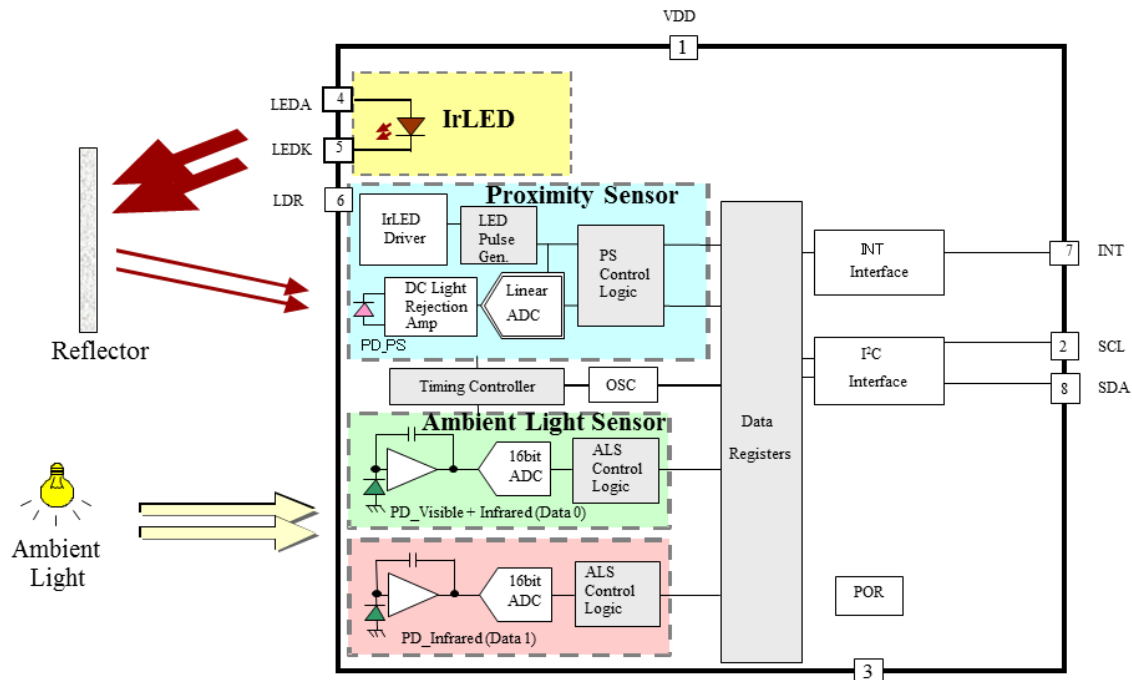 VDD
1
LEDA
4
IrLED
LEDK
5
LDR
6
Proximity Sensor
IrLED
Driver
LED
Pulse
Gen.
PS
Control
Logic
DC Light
Rejection
Amp
Linear
ADC
PD_PS
Reflector
INT
Interface
7
INT
I²C
Interface
2
SCL
8
SDA
Timing Controller
OSC
Data
Registers
Ambient Light Sensor
16bit
ADC
ALS
Control
Logic
PD_Visible + Infrared (Data 0)
Ambient
Light
16bit
ADC
ALS
Control
Logic
PD_Infrared (Data 1)
POR
3